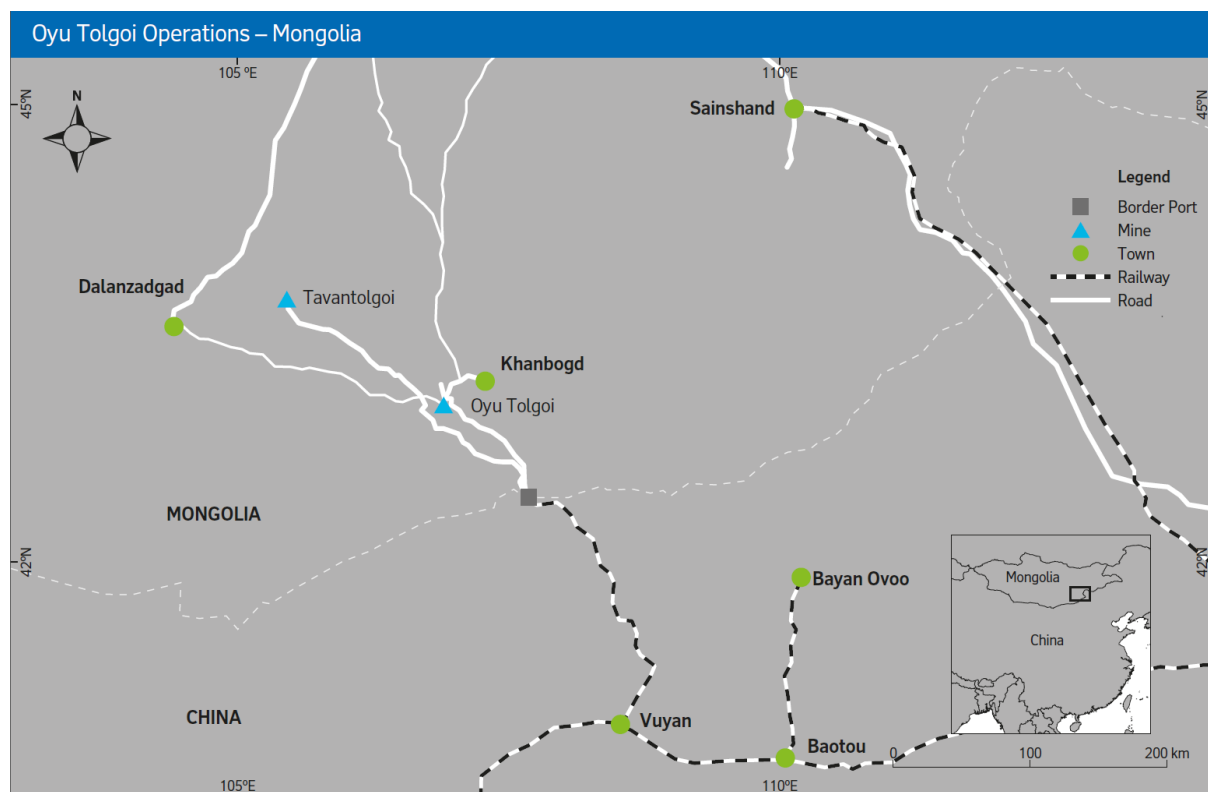 Oyu Tolgoi Operations – Mongolia
105 ºE
110ºE
45ºN
45ºN
N
Sainshand
Legend
Border Port
Mine
Town
Railway
Road
Dalanzadgad
Tavantolgoi
Khanbogd
Oyu Tolgoi
MONGOLIA
42ºN
42ºN
Bayan Ovoo
Mongolia
China
CHINA
Vuyan
Baotou
0 100 200 km
105ºE
110ºE